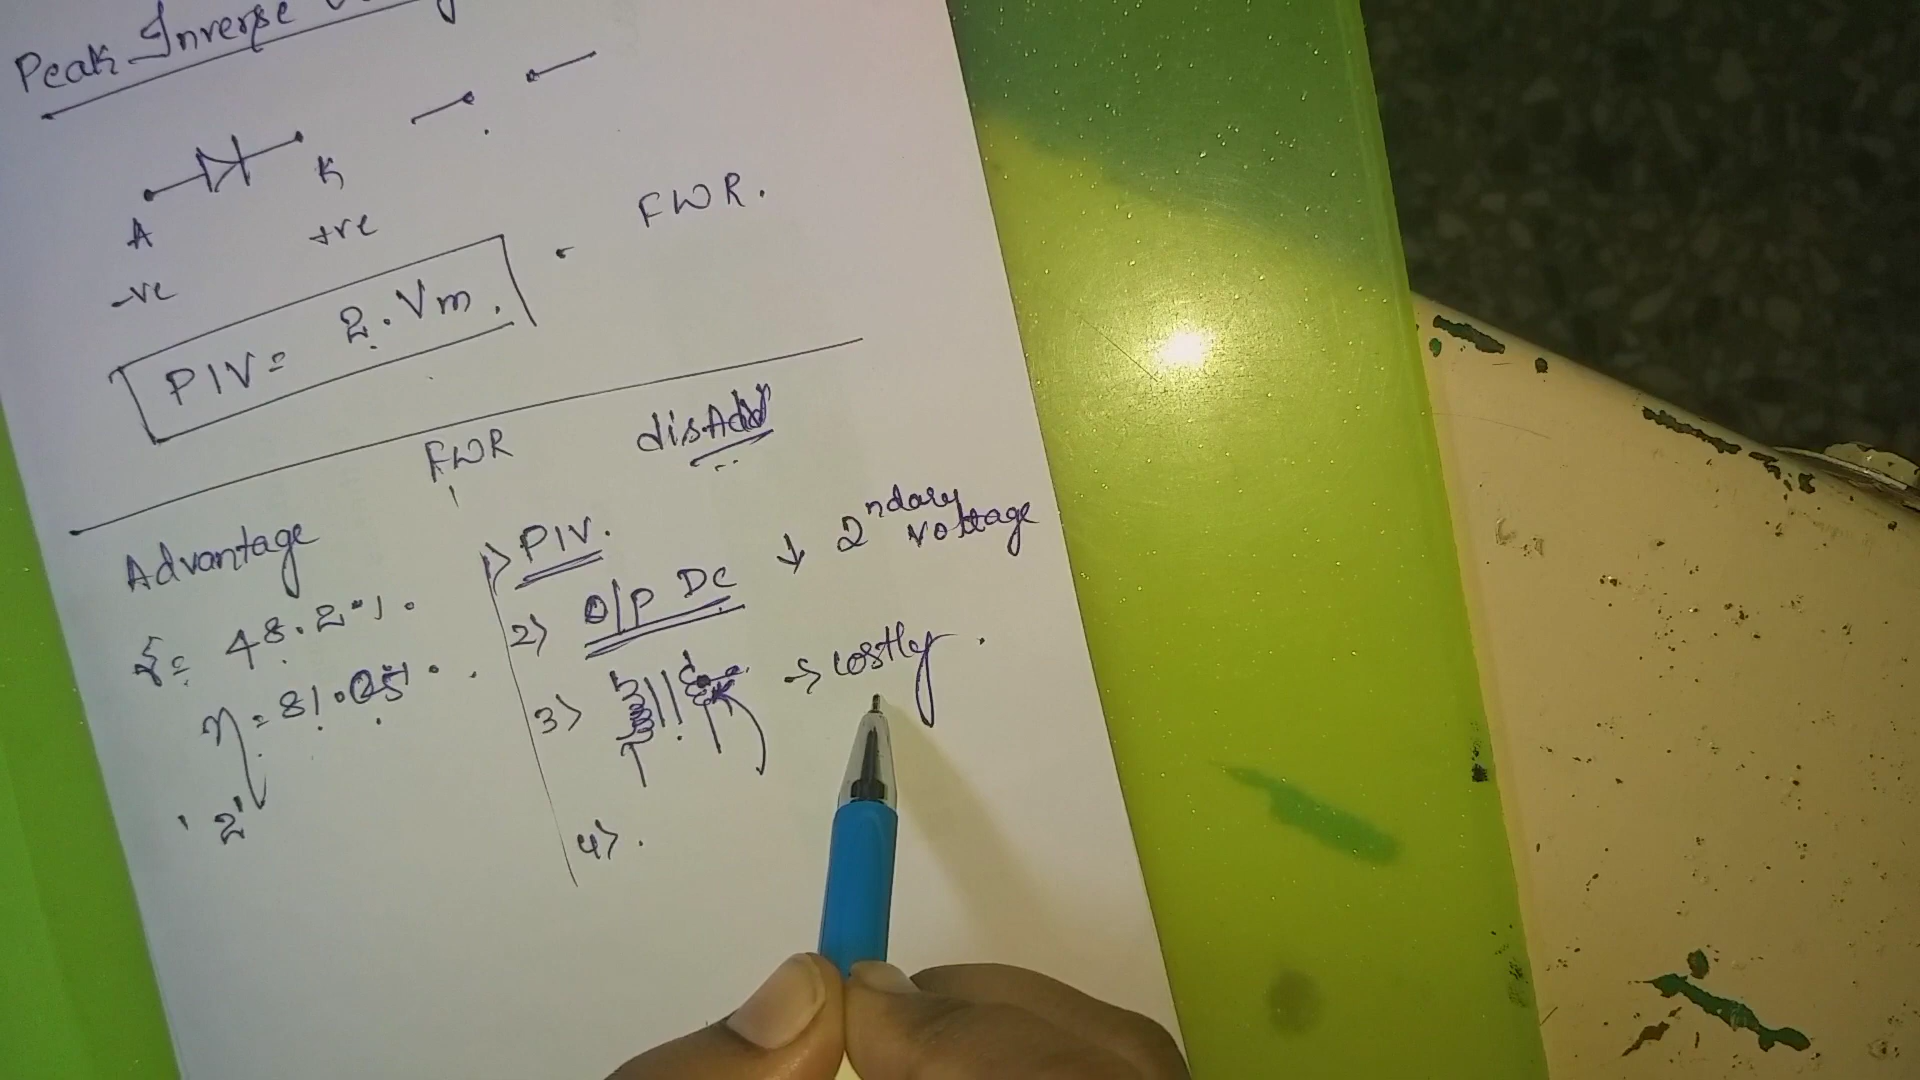 Peak Inverse
A K
-ve +ve
PIV = 2.Vm.
FWR.
FWR
disAdv
Advantage
= 48.2%.
η = 81.05%.
'2'
1) PIV.
2) O/P DC ↓ 2ndary voltage
3) → costly.
4).